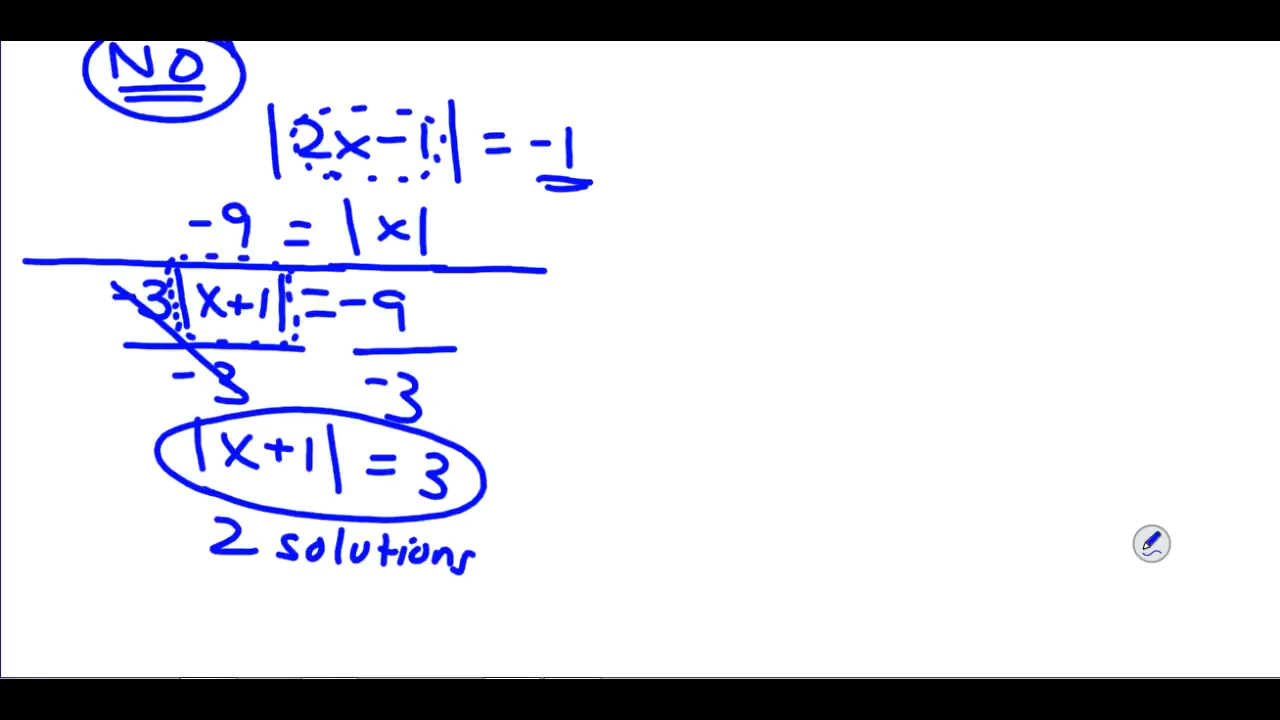 NO
|2x-1| = -1
-9 = |x|
-3|x+1| = -9
-3 -3
|x+1| = 3
2 solutions